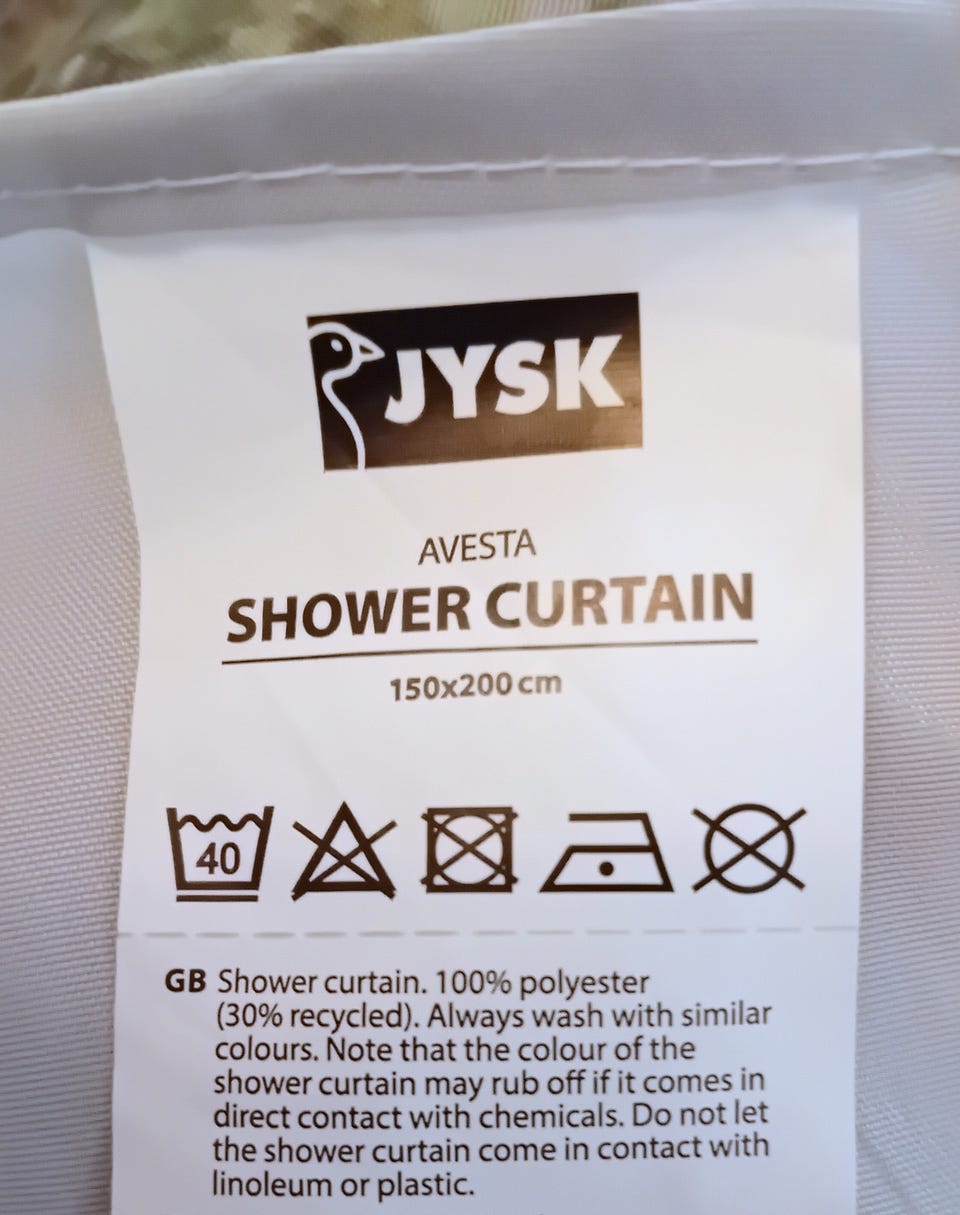 JYSK
AVESTA
SHOWER CURTAIN
150x200 cm
40
GB Shower curtain. 100% polyester
(30% recycled). Always wash with similar
colours. Note that the colour of the
shower curtain may rub off if it comes in
direct contact with chemicals. Do not let
the shower curtain come in contact with
linoleum or plastic.